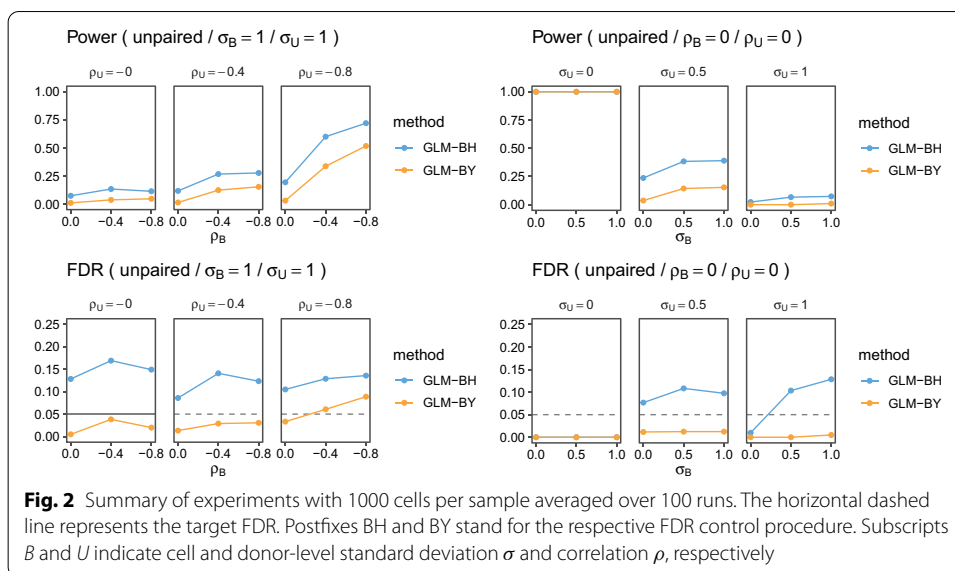 Power ( unpaired / σB = 1 / σU = 1 )
ρU = −0
ρU = −0.4
ρU = −0.8
1.00
0.75
0.50
0.25
0.00
0.0 −0.4 −0.8
0.0 −0.4 −0.8
0.0 −0.4 −0.8
ρB
method
GLM−BH
GLM−BY
Power ( unpaired / ρB = 0 / ρU = 0 )
σU = 0
σU = 0.5
σU = 1
1.00
0.75
0.50
0.25
0.00
0.0 0.5 1.0
0.0 0.5 1.0
0.0 0.5 1.0
σB
method
GLM−BH
GLM−BY
FDR ( unpaired / σB = 1 / σU = 1 )
ρU = −0
ρU = −0.4
ρU = −0.8
0.25
0.20
0.15
0.10
0.05
0.00
0.0 −0.4 −0.8
0.0 −0.4 −0.8
0.0 −0.4 −0.8
ρB
method
GLM−BH
GLM−BY
FDR ( unpaired / ρB = 0 / ρU = 0 )
σU = 0
σU = 0.5
σU = 1
0.25
0.20
0.15
0.10
0.05
0.00
0.0 0.5 1.0
0.0 0.5 1.0
0.0 0.5 1.0
σB
method
GLM−BH
GLM−BY
Fig. 2 Summary of experiments with 1000 cells per sample averaged over 100 runs. The horizontal dashed
line represents the target FDR. Postfixes BH and BY stand for the respective FDR control procedure. Subscripts
B and U indicate cell and donor-level standard deviation σ and correlation ρ, respectively